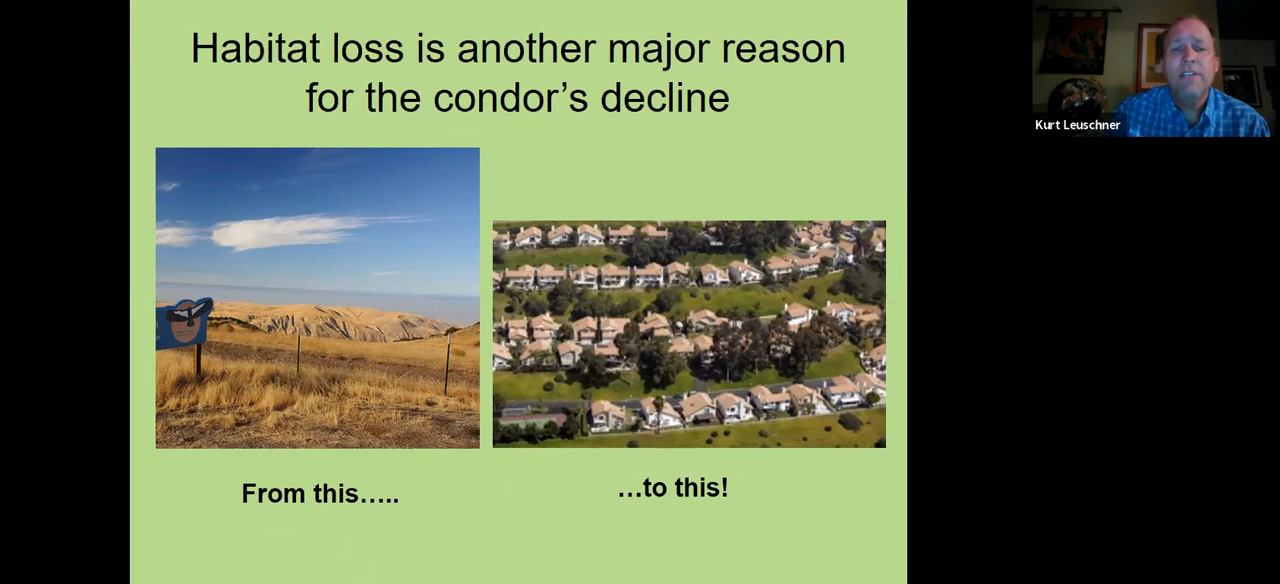 Habitat loss is another major reason
for the condor’s decline
Kurt Leuschner
From this…..
…to this!